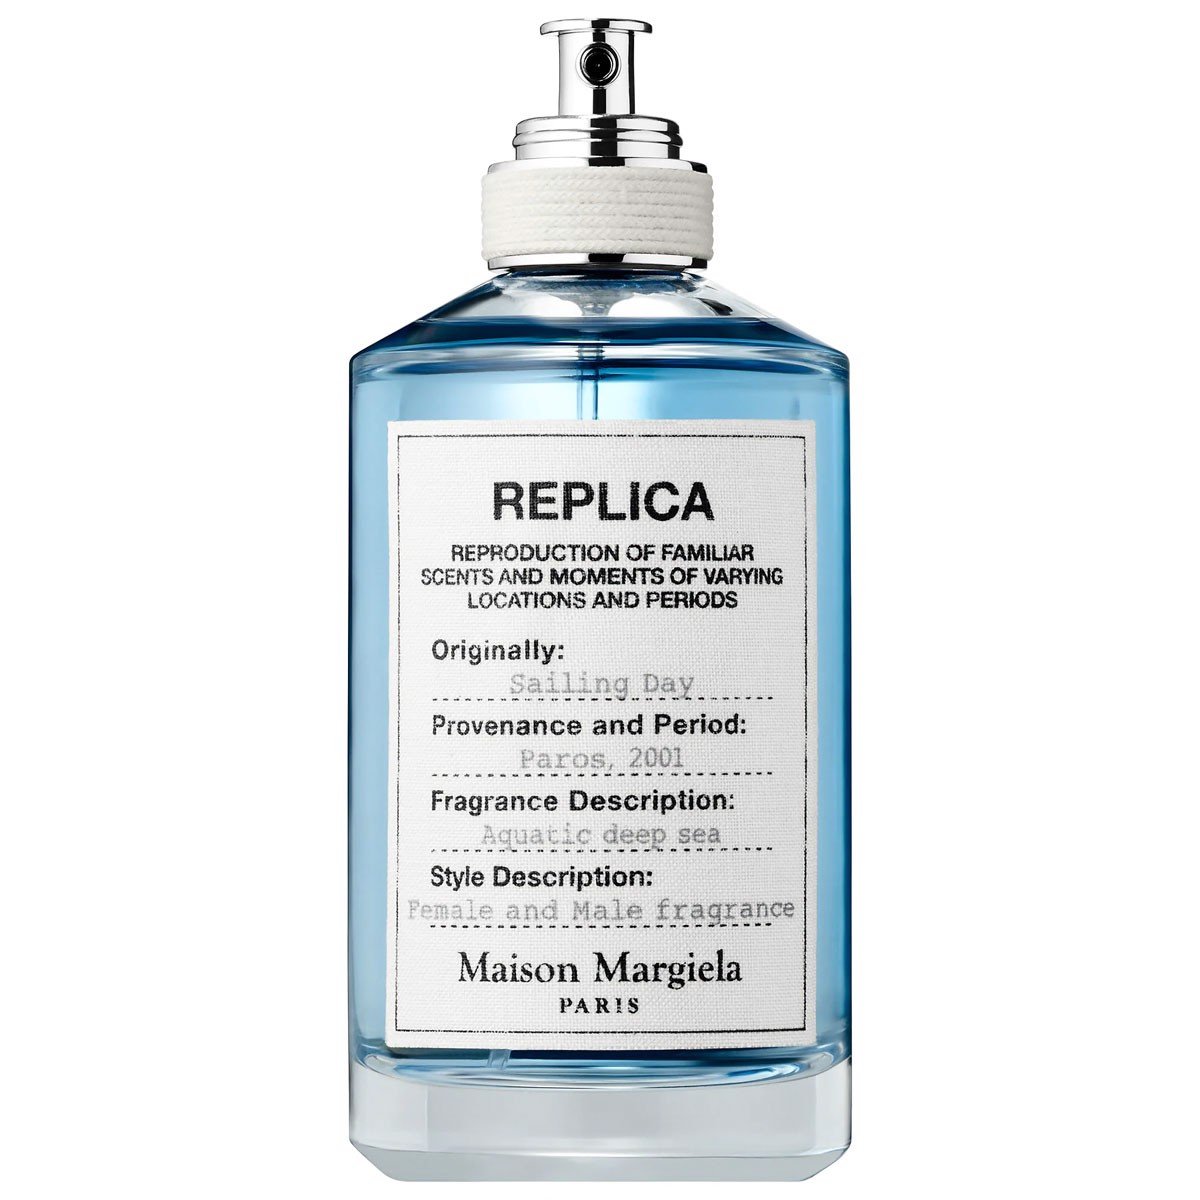 REPLICA
REPRODUCTION OF FAMILIAR
SCENTS AND MOMENTS OF VARYING
LOCATIONS AND PERIODS
Originally:
Sailing Day
Provenance and Period:
Paros, 2001
Fragrance Description:
Aquatic deep sea
Style Description:
Female and Male fragrance
Maison Margiela
PARIS